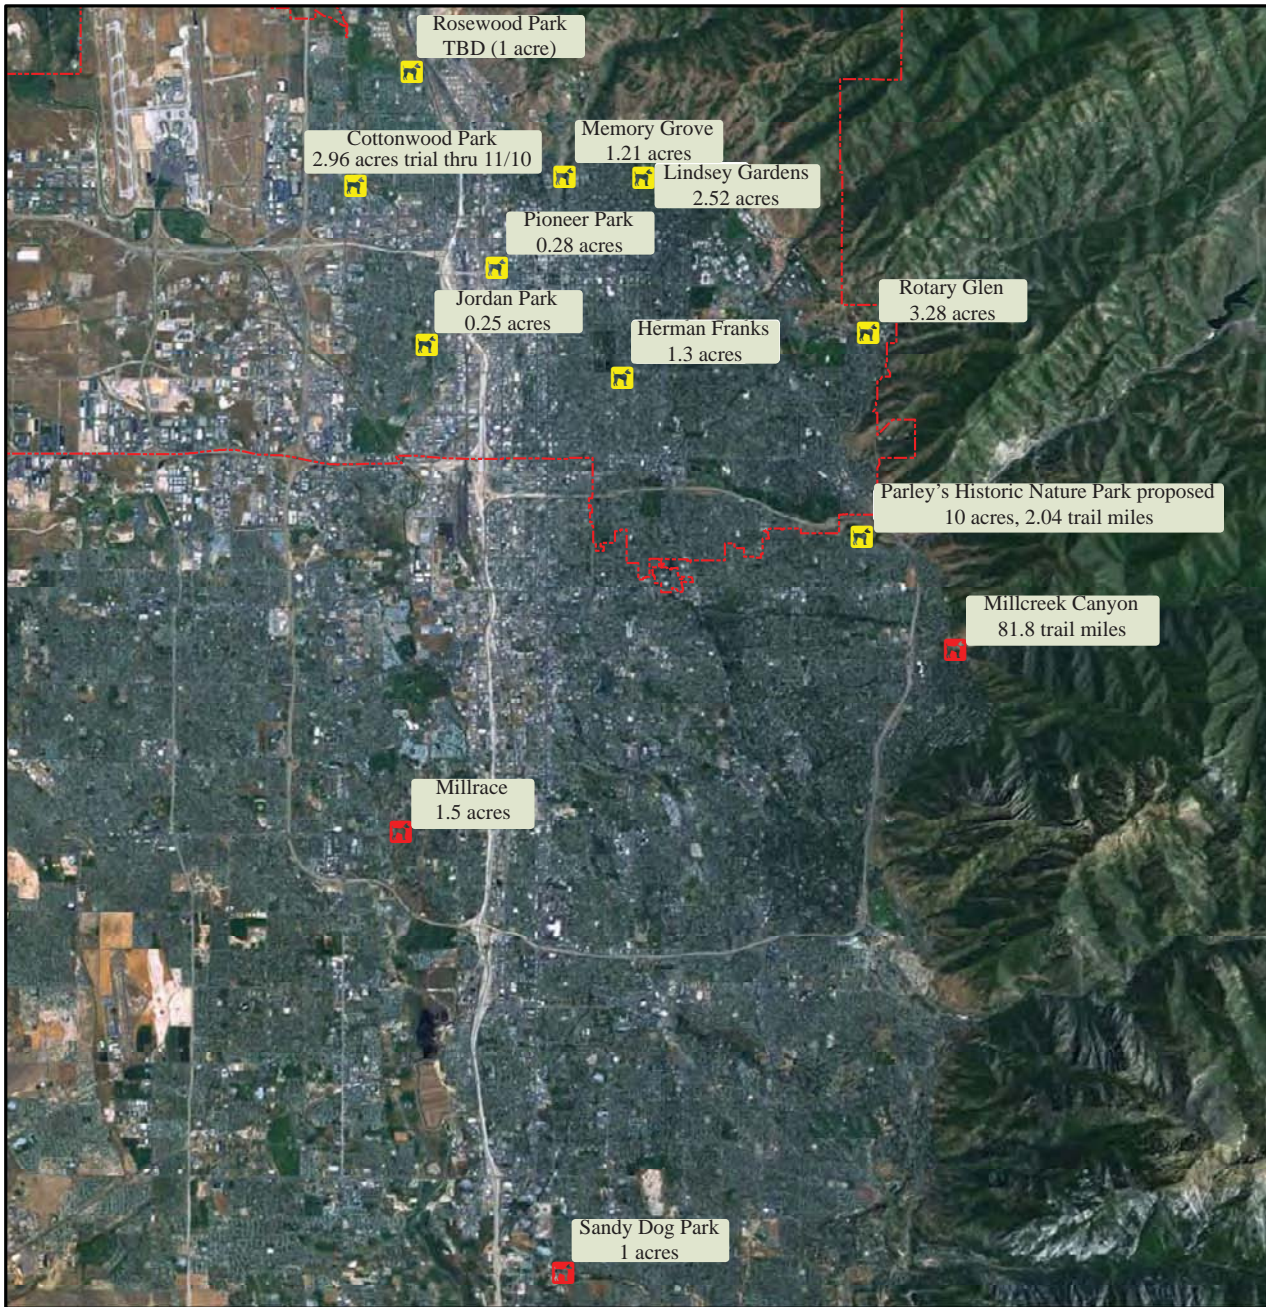 Rosewood Park
TBD (1 acre)
Cottonwood Park
2.96 acres trial thru 11/10
Memory Grove
1.21 acres
Lindsey Gardens
2.52 acres
Pioneer Park
0.28 acres
Rotary Glen
3.28 acres
Jordan Park
0.25 acres
Herman Franks
1.3 acres
Parley's Historic Nature Park proposed
10 acres, 2.04 trail miles
Millcreek Canyon
81.8 trail miles
Millrace
1.5 acres
Sandy Dog Park
1 acres